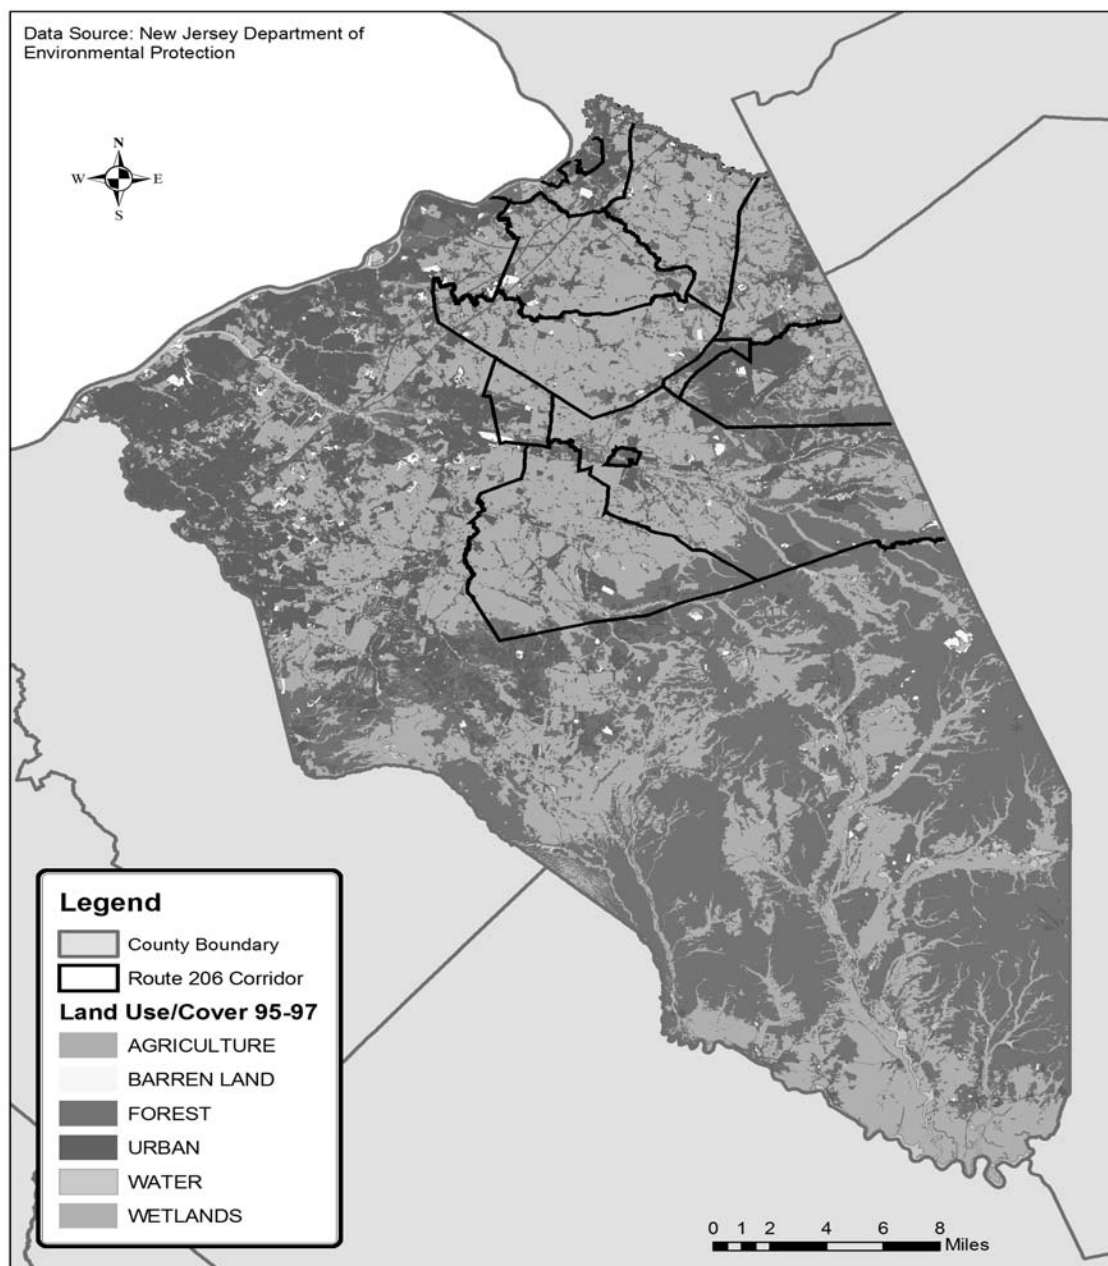 Data Source: New Jersey Department of
Environmental Protection
N
W E
S
Legend
County Boundary
Route 206 Corridor
Land Use/Cover 95-97
AGRICULTURE
BARREN LAND
FOREST
URBAN
WATER
WETLANDS
0 1 2 4 6 8
Miles